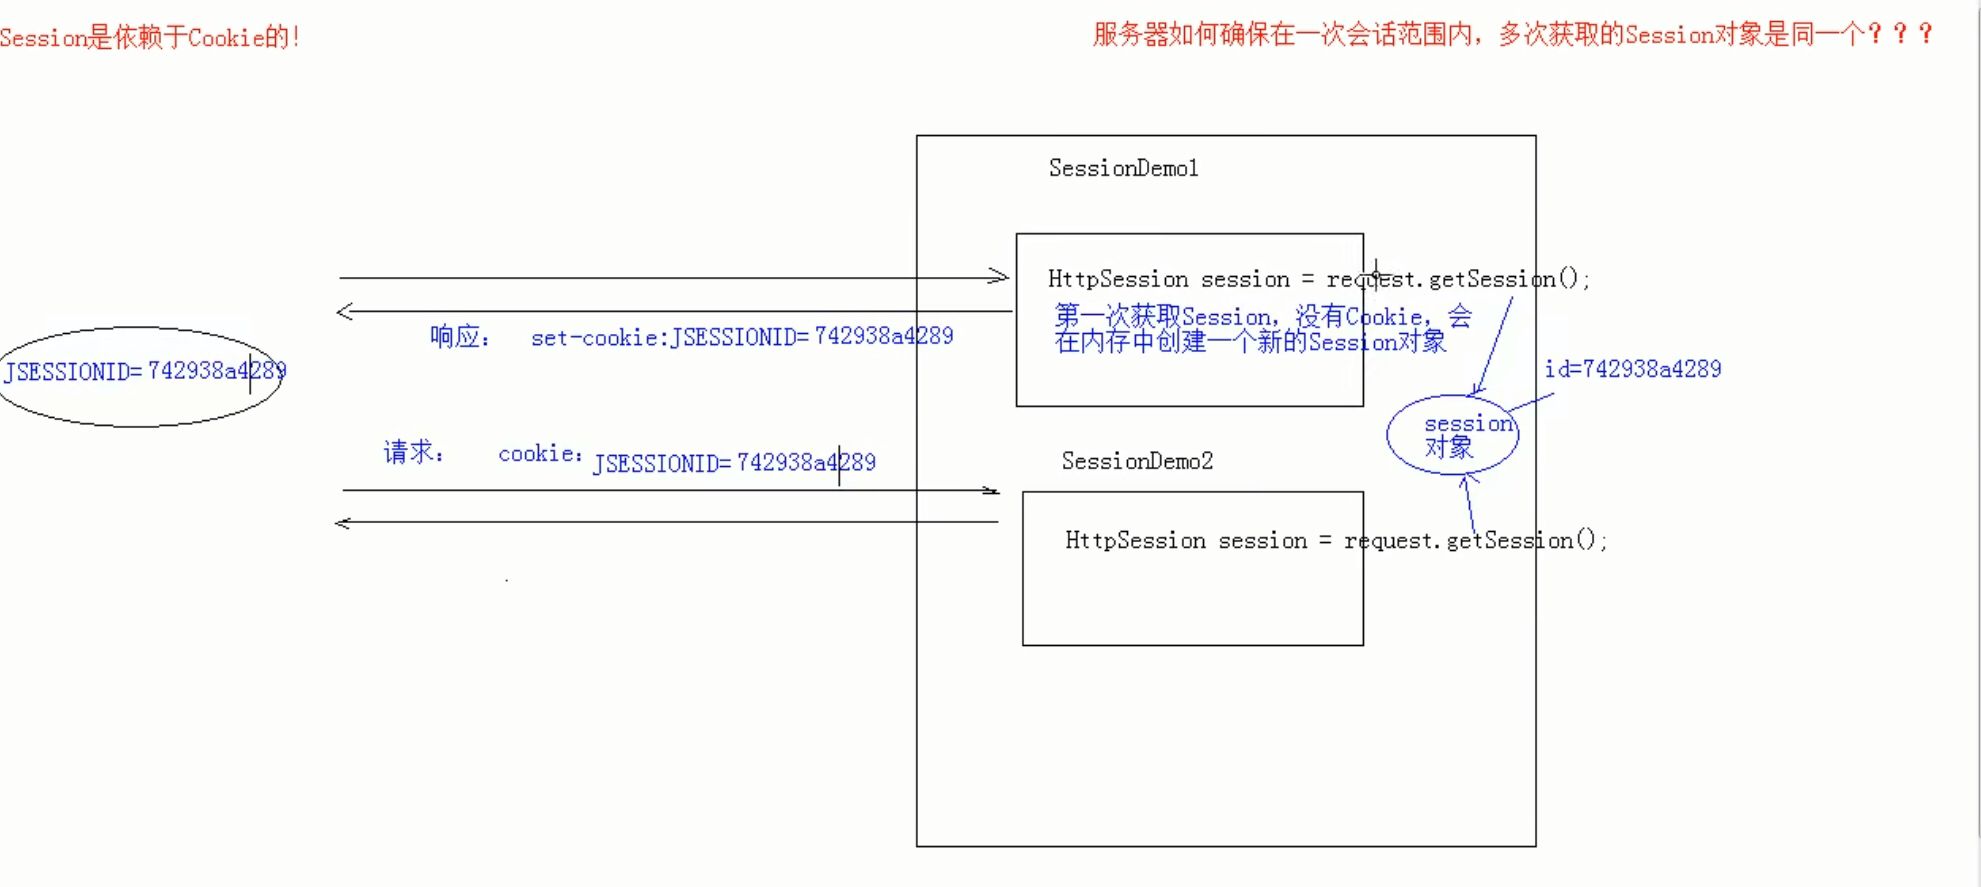 Session是依赖于Cookie的!
服务器如何确保在一次会话范围内，多次获取的Session对象是同一个？？？
SessionDemo1
HttpSession session = request.getSession();
第一次获取Session，没有Cookie，会
在内存中创建一个新的Session对象
响应： set-cookie:JSESSIONID=742938a4289
JSESSIONID=742938a4289
id=742938a4289
session
对象
请求： cookie：JSESSIONID=742938a4289
SessionDemo2
HttpSession session = request.getSession();